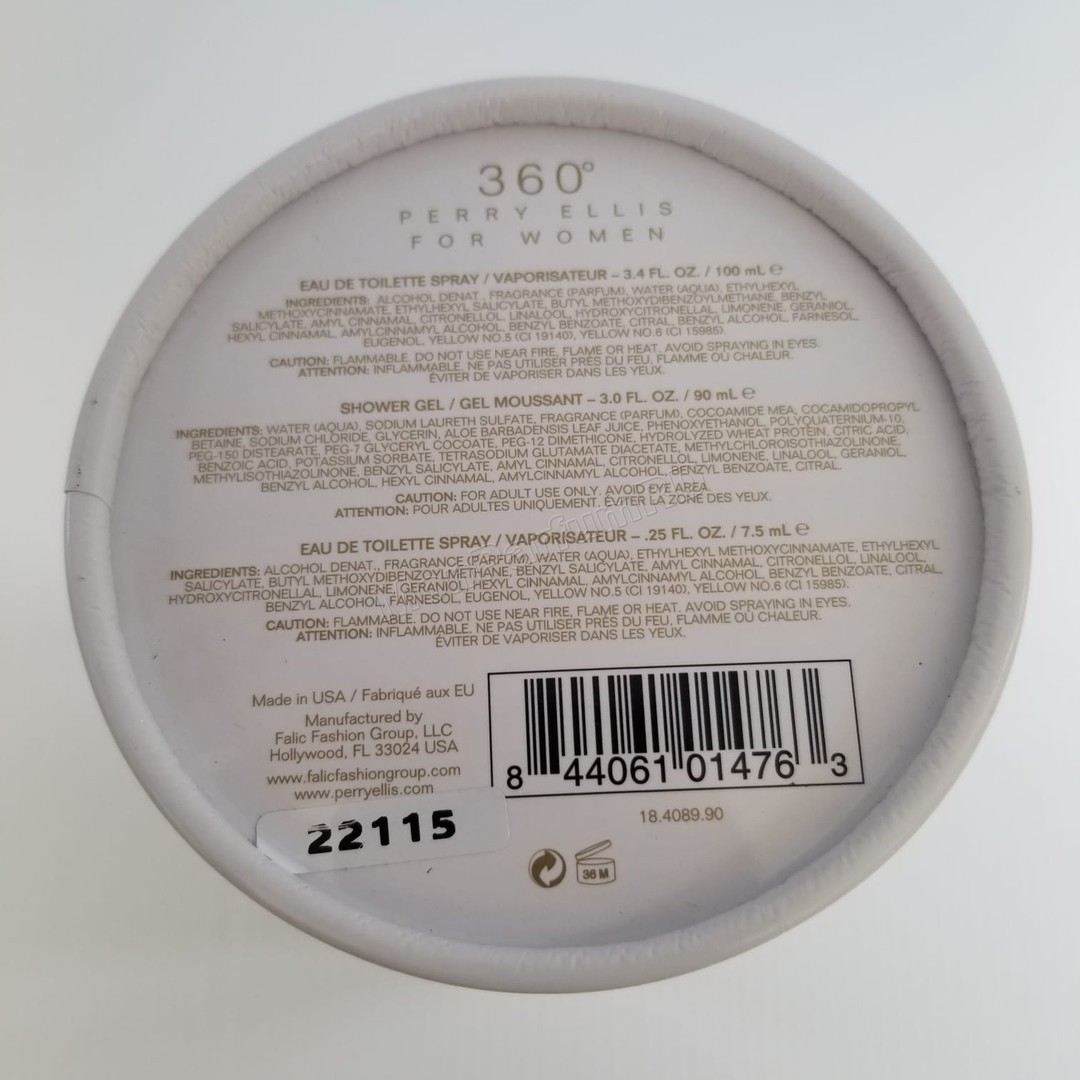 360°
PERRY ELLIS
FOR WOMEN
EAU DE TOILETTE SPRAY / VAPORISATEUR – 3.4 FL. OZ. / 100 mL ℮
INGREDIENTS: ALCOHOL DENAT., FRAGRANCE (PARFUM), WATER (AQUA), ETHYLHEXYL
METHOXYCINNAMATE, ETHYLHEXYL SALICYLATE, BUTYL METHOXYDIBENZOYLMETHANE, BENZYL
SALICYLATE, AMYL CINNAMAL, CITRONELLOL, LINALOOL, HYDROXYCITRONELLAL, LIMONENE, GERANIOL,
HEXYL CINNAMAL, AMYLCINNAMYL ALCOHOL, BENZYL BENZOATE, CITRAL, BENZYL ALCOHOL, FARNESOL,
EUGENOL, YELLOW NO.5 (CI 19140), YELLOW NO.6 (CI 15985).
CAUTION: FLAMMABLE. DO NOT USE NEAR FIRE, FLAME OR HEAT. AVOID SPRAYING IN EYES.
ATTENTION: INFLAMMABLE. NE PAS UTILISER PRÈS DU FEU, FLAMME OU CHALEUR.
ÉVITER DE VAPORISER DANS LES YEUX.
SHOWER GEL / GEL MOUSSANT – 3.0 FL. OZ. / 90 mL ℮
INGREDIENTS: WATER (AQUA), SODIUM LAURETH SULFATE, FRAGRANCE (PARFUM), COCOAMIDE MEA, COCAMIDOPROPYL
BETAINE, SODIUM CHLORIDE, GLYCERIN, ALOE BARBADENSIS LEAF JUICE, PHENOXYETHANOL, POLYQUATERNIUM-10,
PEG-150 DISTEARATE, PEG-7 GLYCERYL COCOATE, PEG-12 DIMETHICONE, HYDROLYZED WHEAT PROTEIN, CITRIC ACID,
BENZOIC ACID, POTASSIUM SORBATE, TETRASODIUM GLUTAMATE DIACETATE, METHYLCHLOROISOTHIAZOLINONE,
METHYLISOTHIAZOLINONE, BENZYL SALICYLATE, AMYL CINNAMAL, CITRONELLOL, LIMONENE, LINALOOL, GERANIOL,
BENZYL ALCOHOL, HEXYL CINNAMAL, AMYLCINNAMYL ALCOHOL, BENZYL BENZOATE, CITRAL.
CAUTION: FOR ADULT USE ONLY. AVOID EYE AREA.
ATTENTION: POUR ADULTES UNIQUEMENT. ÉVITER LA ZONE DES YEUX.
EAU DE TOILETTE SPRAY / VAPORISATEUR – .25 FL. OZ. / 7.5 mL ℮
INGREDIENTS: ALCOHOL DENAT., FRAGRANCE (PARFUM), WATER (AQUA), ETHYLHEXYL METHOXYCINNAMATE, ETHYLHEXYL
SALICYLATE, BUTYL METHOXYDIBENZOYLMETHANE, BENZYL SALICYLATE, AMYL CINNAMAL, CITRONELLOL, LINALOOL,
HYDROXYCITRONELLAL, LIMONENE, GERANIOL, HEXYL CINNAMAL, AMYLCINNAMYL ALCOHOL, BENZYL BENZOATE, CITRAL,
BENZYL ALCOHOL, FARNESOL, EUGENOL, YELLOW NO.5 (CI 19140), YELLOW NO.6 (CI 15985).
CAUTION: FLAMMABLE. DO NOT USE NEAR FIRE, FLAME OR HEAT. AVOID SPRAYING IN EYES.
ATTENTION: INFLAMMABLE. NE PAS UTILISER PRÈS DU FEU, FLAMME OÙ CHALEUR.
ÉVITER DE VAPORISER DANS LES YEUX.
Made in USA / Fabriqué aux EU
Manufactured by
Falic Fashion Group, LLC
Hollywood, FL 33024 USA
www.falicfashiongroup.com
www.perryellis.com
22115
8 44061 01476 3
18.4089.90
36 M